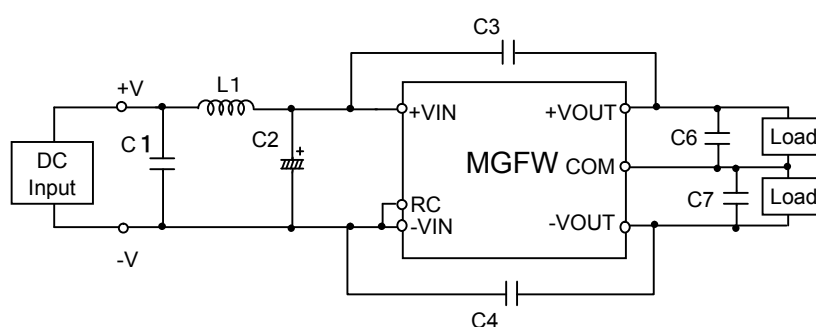 C3
L1
+V
+VIN
+VOUT
C1
C2
+
C6
Load
DC
Input
MGFW
COM
Load
RC
C7
-VIN
-VOUT
-V
C4